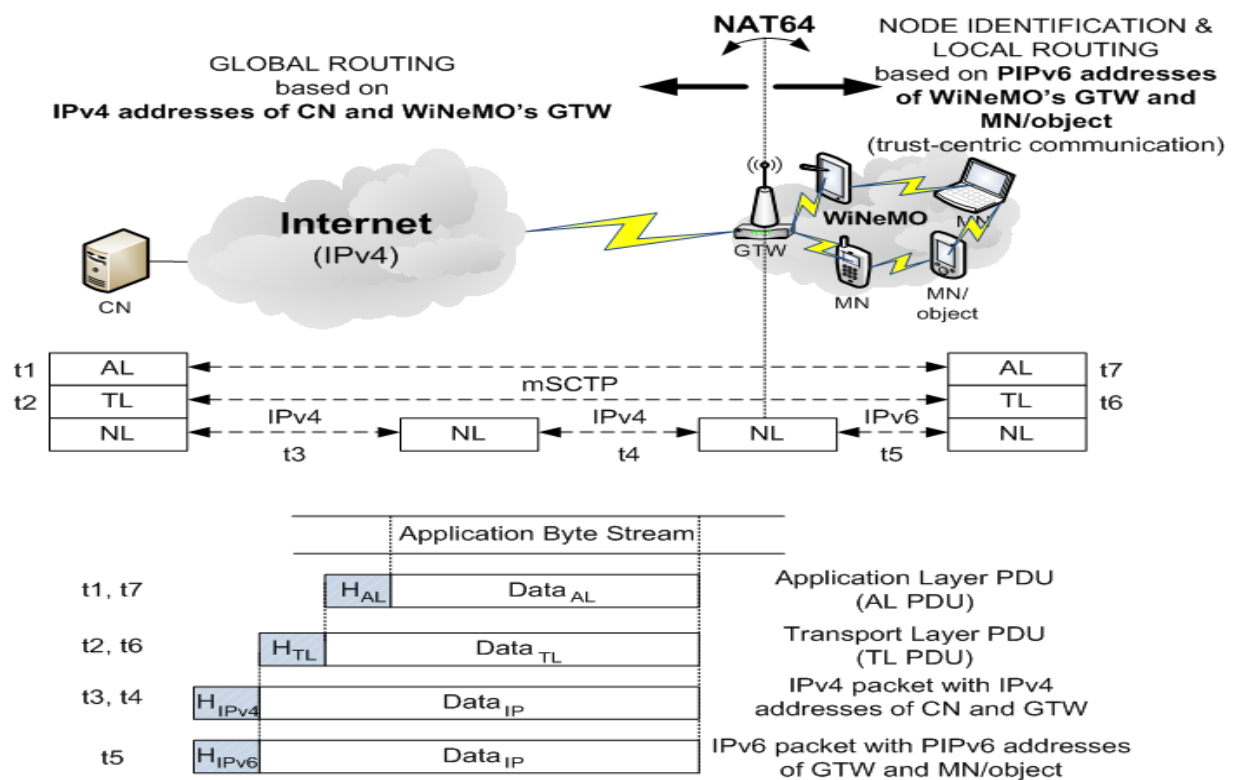 NAT64
GLOBAL ROUTING
based on
IPv4 addresses of CN and WiNeMO's GTW
NODE IDENTIFICATION &
LOCAL ROUTING
based on PIPv6 addresses
of WiNeMO's GTW and
MN/object
(trust-centric communication)
Internet
(IPv4)
WiNeMO
MN
GTW
CN
MN
MN/
object
t1 AL AL t7
mSCTP
t2 TL TL t6
IPv4 IPv4 IPv6
NL NL NL NL
t3 t4 t5
Application Byte Stream
t1, t7 H AL Data AL Application Layer PDU
(AL PDU)
t2, t6 H TL Data TL Transport Layer PDU
(TL PDU)
t3, t4 H IPv4 Data IP IPv4 packet with IPv4
addresses of CN and GTW
t5 H IPv6 Data IP IPv6 packet with PIPv6 addresses
of GTW and MN/object